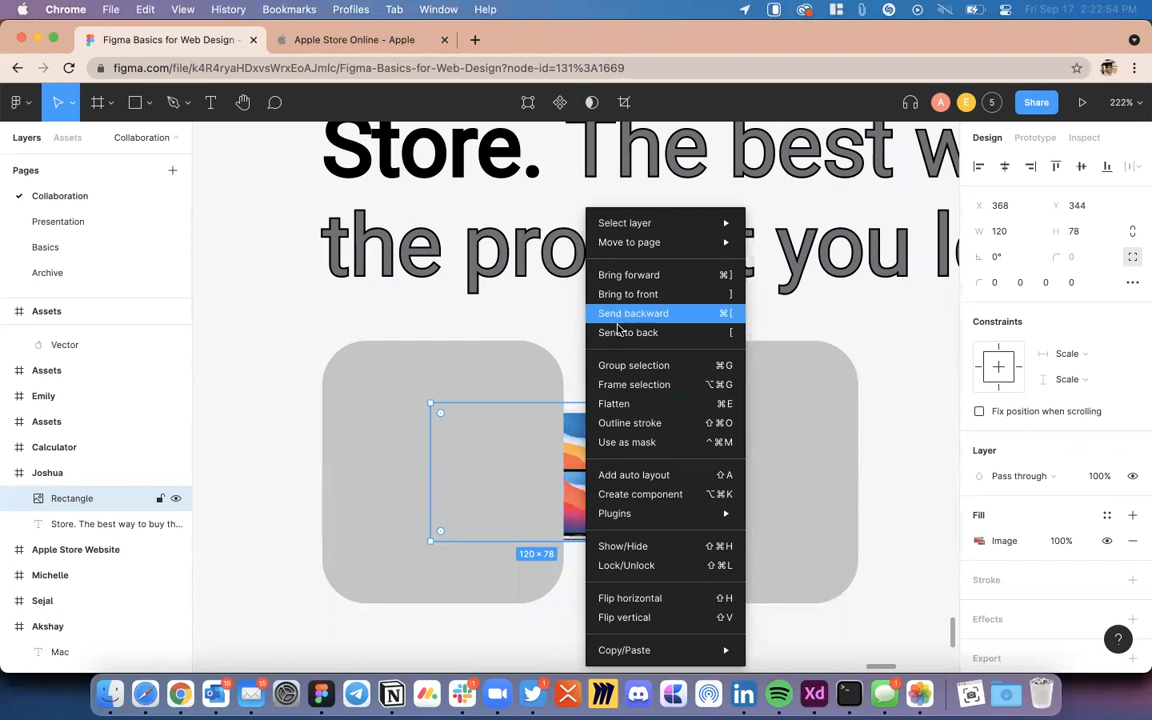 Chrome File Edit View History Bookmarks Profiles Tab Window Help Fri Sep 17 2:22:54 PM
Figma Basics for Web Design - Apple Store Online - Apple
figma.com/file/k4R4ryaHDxvsWrxEoAJmlc/Figma-Basics-for-Web-Design?node-id=131%3A1669
A E 5 Share 222%
Layers Assets Collaboration
Pages
Collaboration
Presentation
Basics
Archive
Assets
Vector
Assets
Emily
Assets
Calculator
Joshua
Rectangle
Store. The best way to buy th...
Apple Store Website
Michelle
Sejal
Akshay
Mac
Store. The best w
the pro t you l
120 × 78
Select layer
Move to page
Bring forward ⌘]
Bring to front ]
Send backward ⌘[
Send to back [
Group selection ⌘G
Frame selection ⌥⌘G
Flatten ⌘E
Outline stroke ⇧⌘O
Use as mask ^⌘M
Add auto layout ⇧A
Create component ⌥⌘K
Plugins
Show/Hide ⇧⌘H
Lock/Unlock ⇧⌘L
Flip horizontal ⇧H
Flip vertical ⇧V
Copy/Paste
Design Prototype Inspect
X 368 Y 344
W 120 H 78
0° 0
0 0 0 0
Constraints
Scale
Scale
Fix position when scrolling
Layer
Pass through 100%
Fill
Image 100%
Stroke
Effects
Export
?